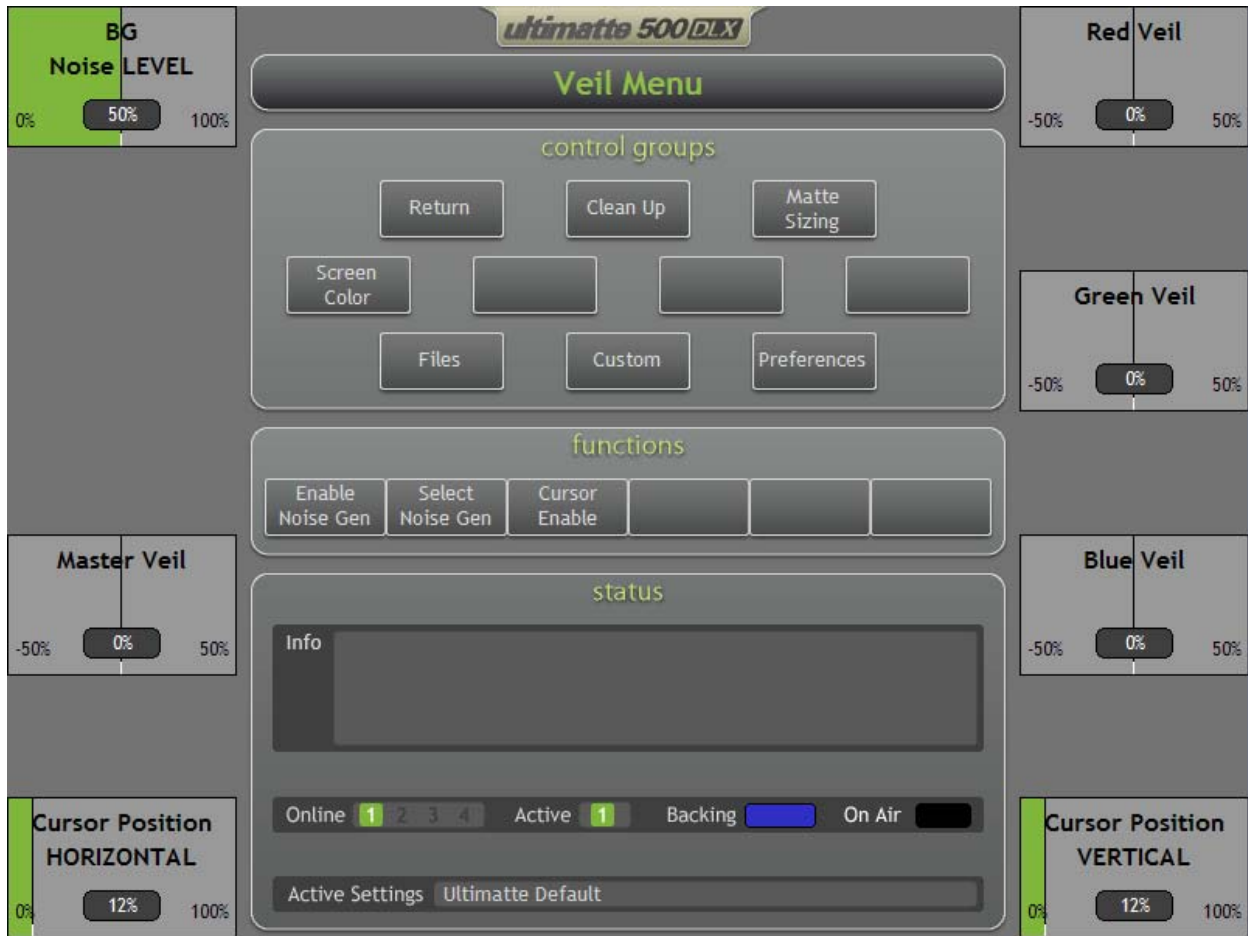 BG
Noise LEVEL
0% 50% 100%
ultimatte 500 DLX
Veil Menu
Red Veil
-50% 0% 50%
control groups
Return
Clean Up
Matte
Sizing
Screen
Color
Files
Custom
Preferences
Green Veil
-50% 0% 50%
functions
Enable
Noise Gen
Select
Noise Gen
Cursor
Enable
Master Veil
-50% 0% 50%
Blue Veil
-50% 0% 50%
status
Info
Online 1 2 3 4 Active 1 Backing On Air
Active Settings Ultimatte Default
Cursor Position
HORIZONTAL
0% 12% 100%
Cursor Position
VERTICAL
0% 12% 100%